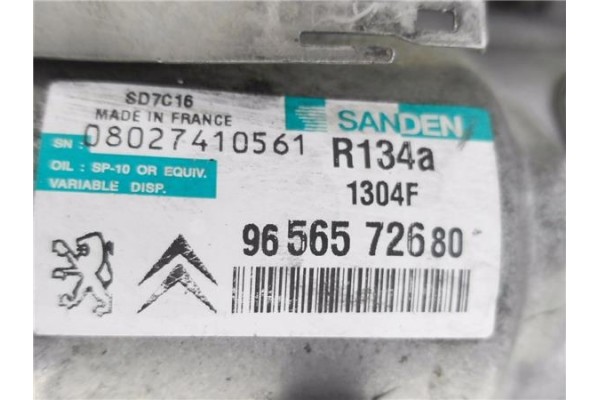 SD7C16
MADE IN FRANCE
SANDEN
SN : 08027410561
R134a
OIL : SP-10 OR EQUIV.
VARIABLE DISP.
1304F
96 565 726 80